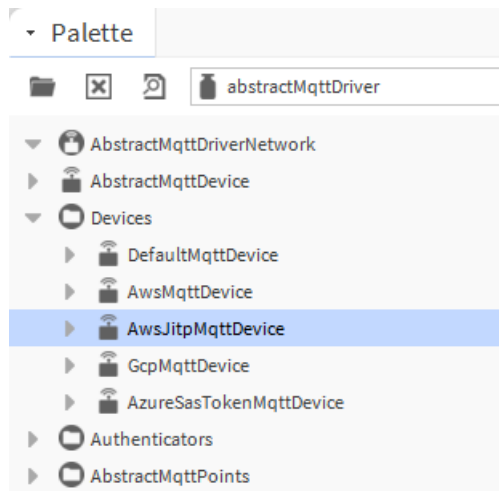 Palette
abstractMqttDriver
AbstractMqttDriverNetwork
AbstractMqttDevice
Devices
DefaultMqttDevice
AwsMqttDevice
AwsJitpMqttDevice
GcpMqttDevice
AzureSasTokenMqttDevice
Authenticators
AbstractMqttPoints